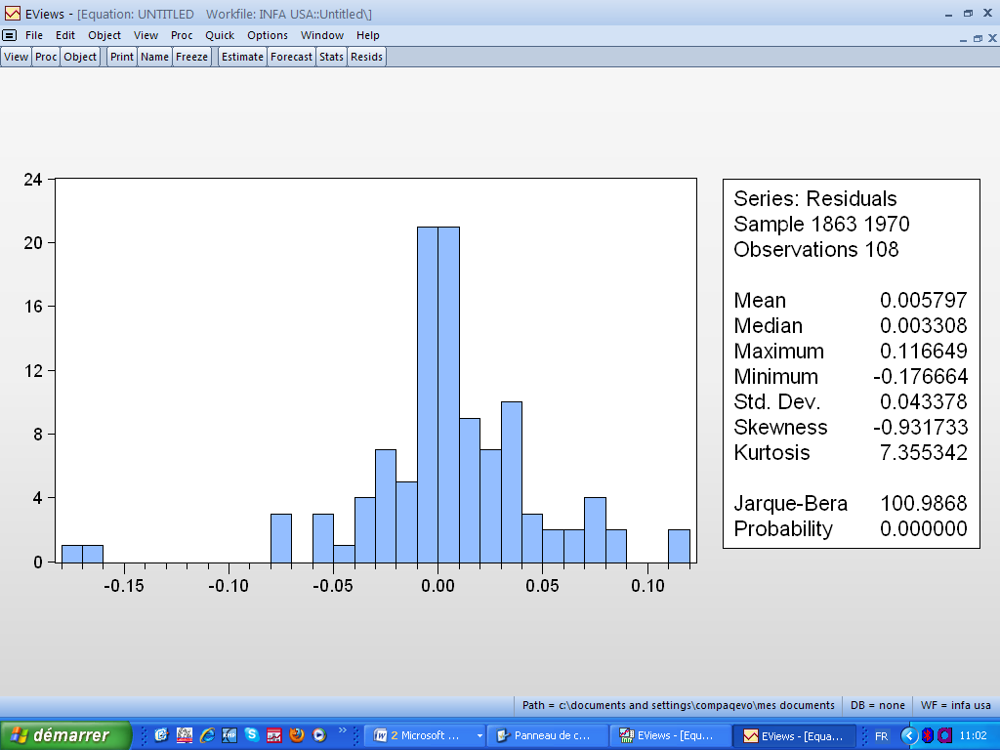 EViews - [Equation: UNTITLED Workfile: INFA USA::Untitled\]
File Edit Object View Proc Quick Options Window Help
View Proc Object Print Name Freeze Estimate Forecast Stats Resids
24
20
16
12
8
4
0
-0.15 -0.10 -0.05 0.00 0.05 0.10
Series: Residuals
Sample 1863 1970
Observations 108
Mean 0.005797
Median 0.003308
Maximum 0.116649
Minimum -0.176664
Std. Dev. 0.043378
Skewness -0.931733
Kurtosis 7.355342
Jarque-Bera 100.9868
Probability 0.000000
Path = c:\documents and settings\compaqevo\mes documents DB = none WF = infa usa
démarrer 2 Microsoft ... Panneau de c... EViews - [Equ... EViews - [Equa... FR 11:02